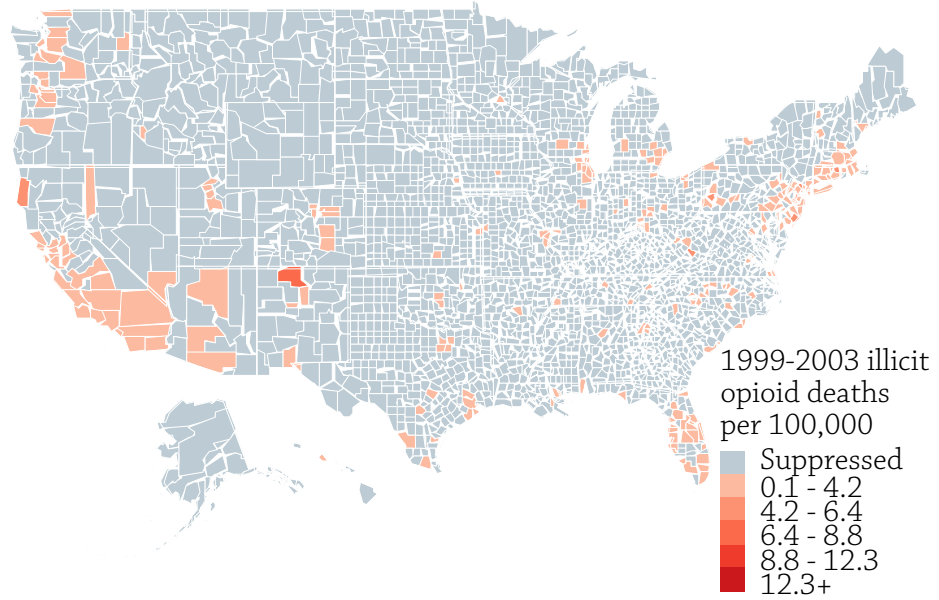 1999-2003 illicit
opioid deaths
per 100,000
Suppressed
0.1 - 4.2
4.2 - 6.4
6.4 - 8.8
8.8 - 12.3
12.3+